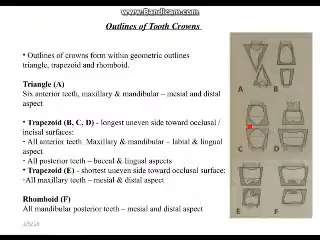 www.Bandicam.com
Outlines of Tooth Crowns
• Outlines of crowns form within geometric outlines
triangle, trapezoid and rhomboid.
Triangle (A)
Six anterior teeth, maxillary & mandibular – mesial and distal
aspect
• Trapezoid (B, C, D) - longest uneven side toward occlusal /
incisal surfaces:
• All anterior teeth Maxillary & mandibular – labial & lingual
aspect
• All posterior teeth – buccal & lingual aspects
• Trapezoid (E) - shortest uneven side toward occlusal surface:
•All maxillary teeth – mesial & distal aspect
Rhomboid (F)
All mandibular posterior teeth – mesial and distal aspect
A
B
C
D
E
F